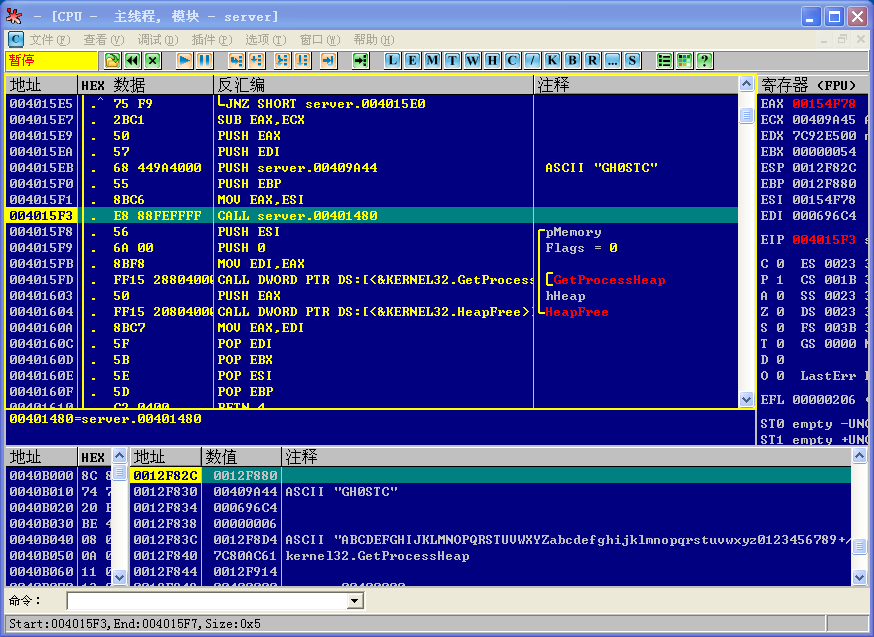 - [CPU - 主线程, 模块 - server]
C 文件(F) 查看(V) 调试(D) 插件(P) 选项(T) 窗口(W) 帮助(H)
暂停 L E M T W H C / K B R ... S ?
地址 HEX 数据 反汇编 注释 寄存器 (FPU)
004015E5 .^ 75 F9 JNZ SHORT server.004015E0 EAX 00154F78
004015E7 . 2BC1 SUB EAX,ECX ECX 00409A45
004015E9 . 50 PUSH EAX EDX 7C92E500
004015EA . 57 PUSH EDI EBX 00000054
004015EB . 68 449A4000 PUSH server.00409A44 ASCII "GH0STC" ESP 0012F82C
004015F0 . 55 PUSH EBP EBP 0012F880
004015F1 . 8BC6 MOV EAX,ESI ESI 00154F78
004015F3 . E8 88FEFFFF CALL server.00401480 EDI 000696C4
004015F8 . 56 PUSH ESI pMemory
004015F9 . 6A 00 PUSH 0 Flags = 0 EIP 004015F3
004015FB . 8BF8 MOV EDI,EAX C 0 ES 0023
004015FD . FF15 28804000 CALL DWORD PTR DS:[<&KERNEL32.GetProcess GetProcessHeap P 1 CS 001B
00401603 . 50 PUSH EAX hHeap A 0 SS 0023
00401604 . FF15 20804000 CALL DWORD PTR DS:[<&KERNEL32.HeapFree>] HeapFree Z 0 DS 0023
0040160A . 8BC7 MOV EAX,EDI S 0 FS 003B
0040160C . 5F POP EDI T 0 GS 0000
0040160D . 5B POP EBX D 0
0040160E . 5E POP ESI O 0 LastErr
0040160F . 5D POP EBP EFL 00000206
00401610 . C2 0400 RETN 4
00401480=server.00401480 ST0 empty -UNO
ST1 empty +UNO
地址 HEX 地址 数值 注释
0040B000 8C 0012F82C 0012F880
0040B010 74 0012F830 00409A44 ASCII "GH0STC"
0040B020 20 0012F834 000696C4
0040B030 BE 0012F838 00000006
0040B040 08 0012F83C 0012F8D4 ASCII "ABCDEFGHIJKLMNOPQRSTUVWXYZabcdefghijklmnopqrstuvwxyz0123456789+/
0040B050 0A 0012F840 7C80AC61 kernel32.GetProcessHeap
0040B060 11 0012F844 0012F914
命令:
Start:004015F3,End:004015F7,Size:0x5